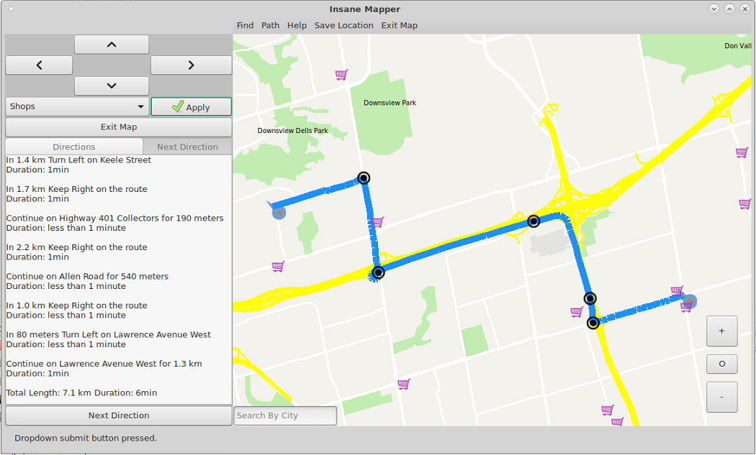 Insane Mapper
Find Path Help Save Location Exit Map
Shops
Apply
Exit Map
Directions
Next Direction
In 1.4 km Turn Left on Keele Street
Duration: 1min
In 1.7 km Keep Right on the route
Duration: 1min
Continue on Highway 401 Collectors for 190 meters
Duration: less than 1 minute
In 2.2 km Keep Right on the route
Duration: 1min
Continue on Allen Road for 540 meters
Duration: less than 1 minute
In 1.0 km Keep Right on the route
Duration: less than 1 minute
In 80 meters Turn Left on Lawrence Avenue West
Duration: less than 1 minute
Continue on Lawrence Avenue West for 1.3 km
Duration: 1min
Total Length: 7.1 km Duration: 6min
Next Direction
Don Vall
Downsview Park
Downsview Dells Park
+
O
-
Search By City
Dropdown submit button pressed.